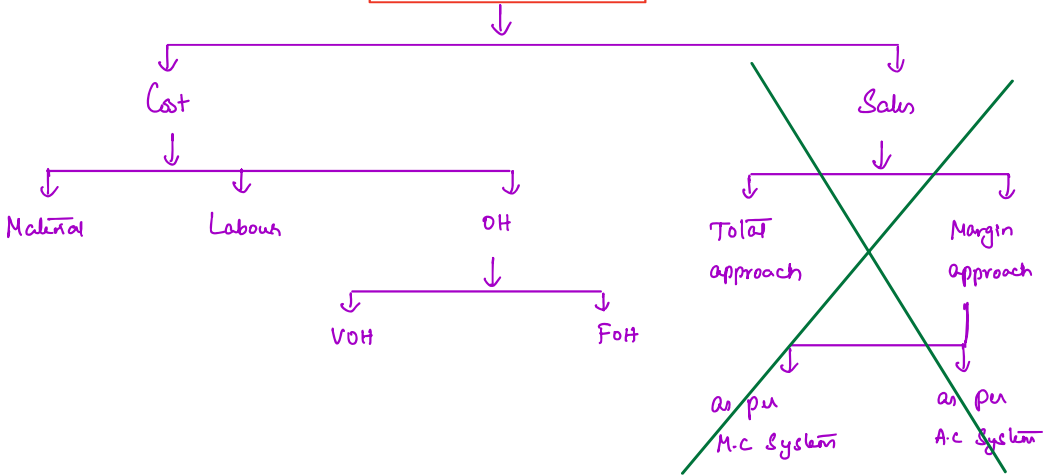 Cost
Sales
Material
Labour
OH
Total
approach
Margin
approach
VOH
FOH
as per
M.C System
as per
A.C System